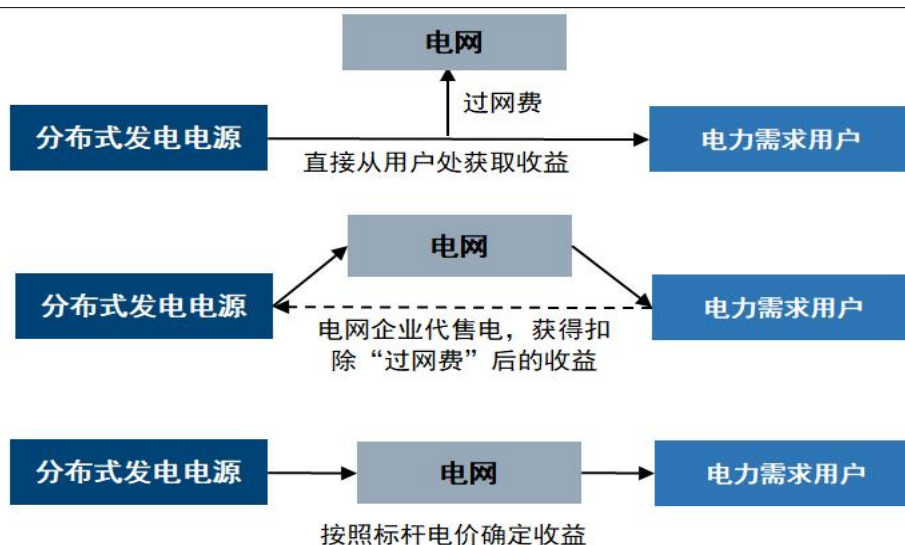 电网
过网费
分布式发电电源
电力需求用户
直接从用户处获取收益
电网
分布式发电电源
电力需求用户
电网企业代售电，获得扣
除“过网费”后的收益
分布式发电电源
电网
电力需求用户
按照标杆电价确定收益